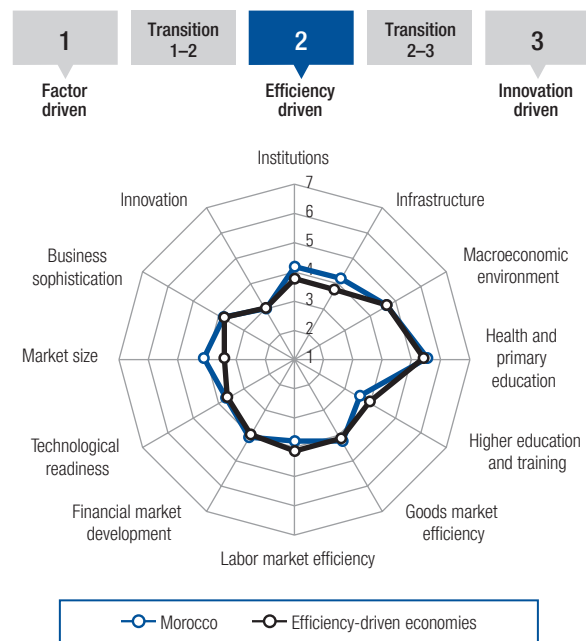 1
Transition
1–2
2
Transition
2–3
3
Factor
driven
Efficiency
driven
Innovation
driven
Institutions
7
6
5
4
3
2
1
Infrastructure
Macroeconomic
environment
Health and
primary
education
Higher education
and training
Goods market
efficiency
Labor market efficiency
Financial market
development
Technological
readiness
Market size
Business
sophistication
Innovation
Morocco
Efficiency-driven economies